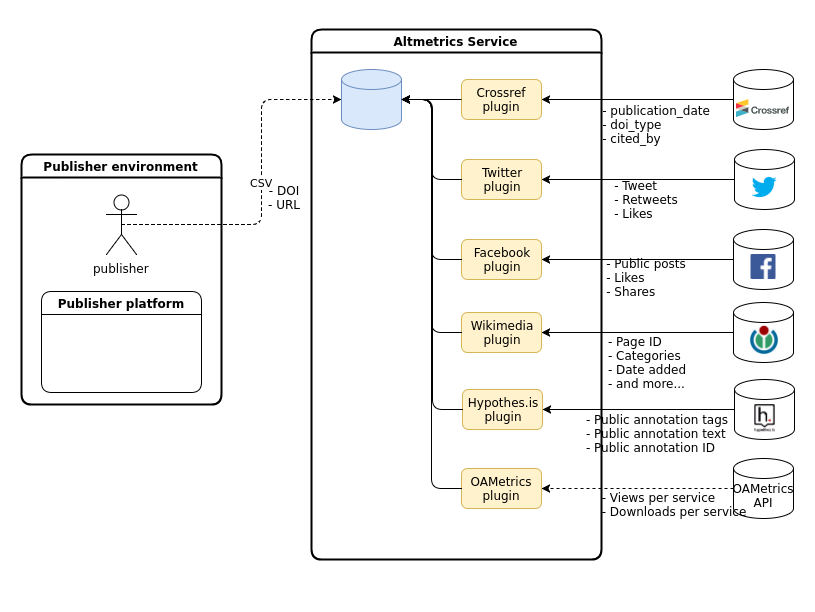 Altmetrics Service
Crossref
plugin
- publication_date
- doi_type
- cited_by
Crossref
Publisher environment
publisher
Publisher platform
CSV
- DOI
- URL
Twitter
plugin
- Tweet
- Retweets
- Likes
Facebook
plugin
- Public posts
- Likes
- Shares
Wikimedia
plugin
- Page ID
- Categories
- Date added
- and more...
Hypothes.is
plugin
- Public annotation tags
- Public annotation text
- Public annotation ID
h.
hypothes.is
OAMetrics
plugin
- Views per service
- Downloads per service
OAMetrics
API